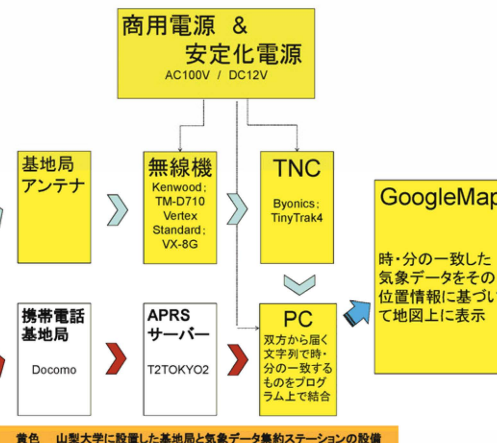 商用電源 ＆
安定化電源
AC100V / DC12V
基地局
アンテナ
無線機
Kenwood;
TM-D710
Vertex
Standard;
VX-8G
TNC
Byonics;
TinyTrak4
GoogleMap
時・分の一致した
気象データをその
位置情報に基づい
て地図上に表示
携帯電話
基地局
Docomo
APRS
サーバー
T2TOKYO2
PC
双方から届く
文字列で時・
分の一致する
ものをプログ
ラム上で結合
黄色 山梨大学に設置した基地局と気象データ集約ステーションの設備